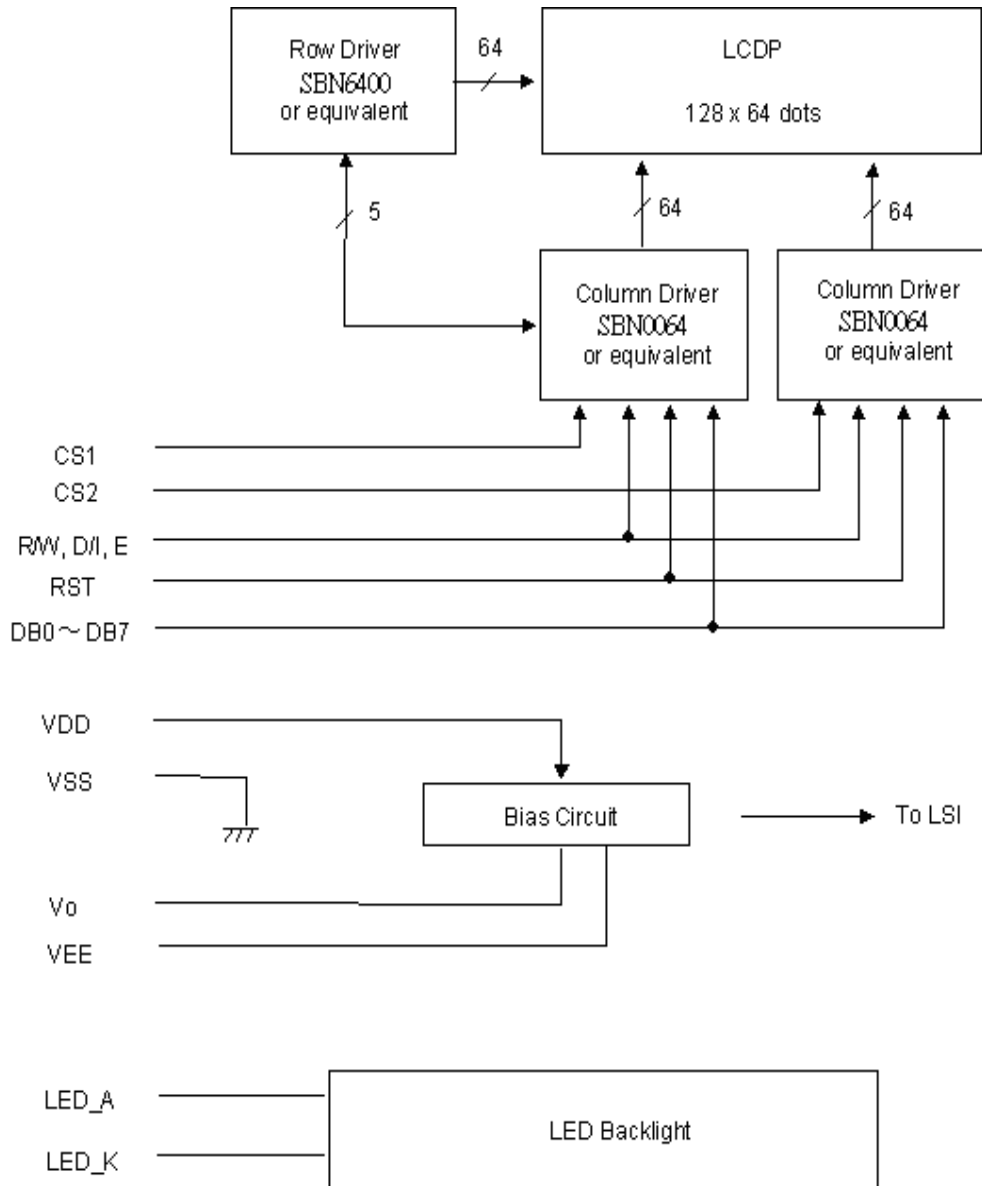 Row Driver
SBN6400
or equivalent
64
LCDP
128 x 64 dots
5
64
64
Column Driver
SBN0064
or equivalent
Column Driver
SBN0064
or equivalent
CS1
CS2
R/W, D/I, E
RST
DB0～DB7
VDD
VSS
Bias Circuit
To LSI
Vo
VEE
LED_A
LED Backlight
LED_K